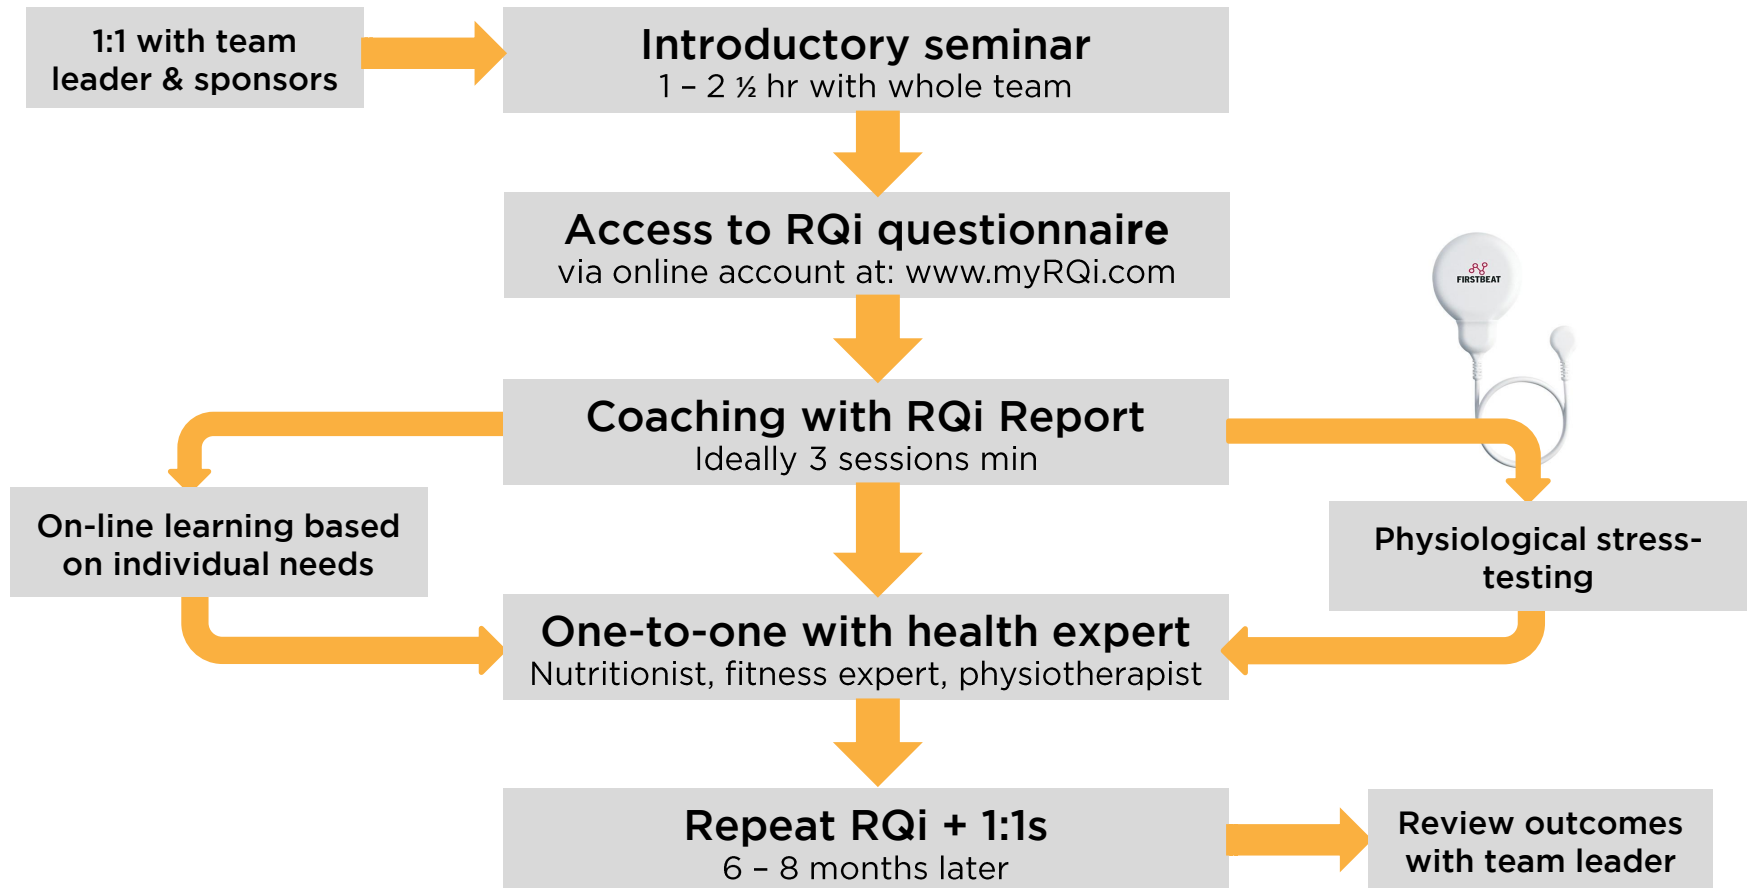 1:1 with team
leader & sponsors
Introductory seminar
1 – 2 ½ hr with whole team
Access to RQi questionnaire
via online account at: www.myRQi.com
FIRSTBEAT
Coaching with RQi Report
Ideally 3 sessions min
On-line learning based
on individual needs
Physiological stress-
testing
One-to-one with health expert
Nutritionist, fitness expert, physiotherapist
Repeat RQi + 1:1s
6 – 8 months later
Review outcomes
with team leader